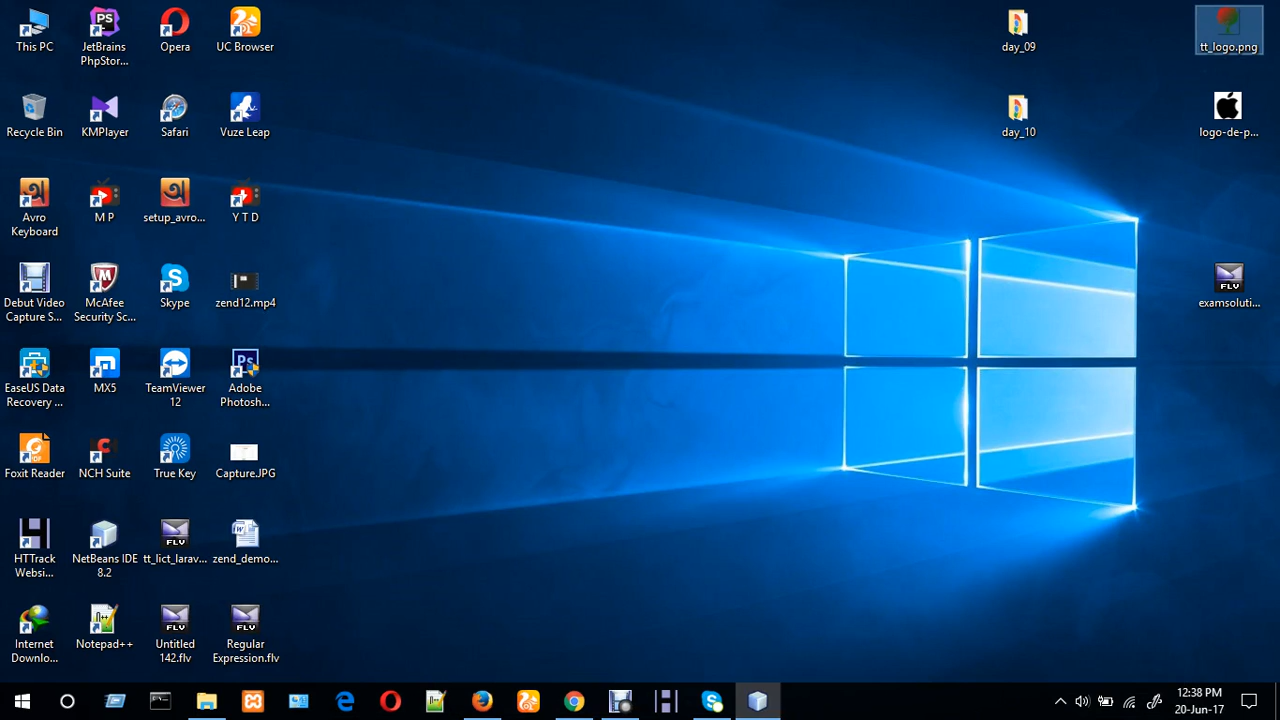 This PC
JetBrains
PhpStor...
Opera
UC Browser
day_09
tt_logo.png
Recycle Bin
KMPlayer
Safari
Vuze Leap
day_10
logo-de-p...
Avro
Keyboard
M P
setup_avro...
Y T D
Debut Video
Capture S...
McAfee
Security Sc...
Skype
zend12.mp4
examsoluti...
EaseUS Data
Recovery ...
MX5
TeamViewer
12
Adobe
Photosh...
Foxit Reader
NCH Suite
True Key
Capture.JPG
HTTrack
Websi...
NetBeans IDE
8.2
tt_lict_larav...
zend_demo...
Internet
Downlo...
Notepad++
Untitled
142.flv
Regular
Expression.flv
12:38 PM
20-Jun-17